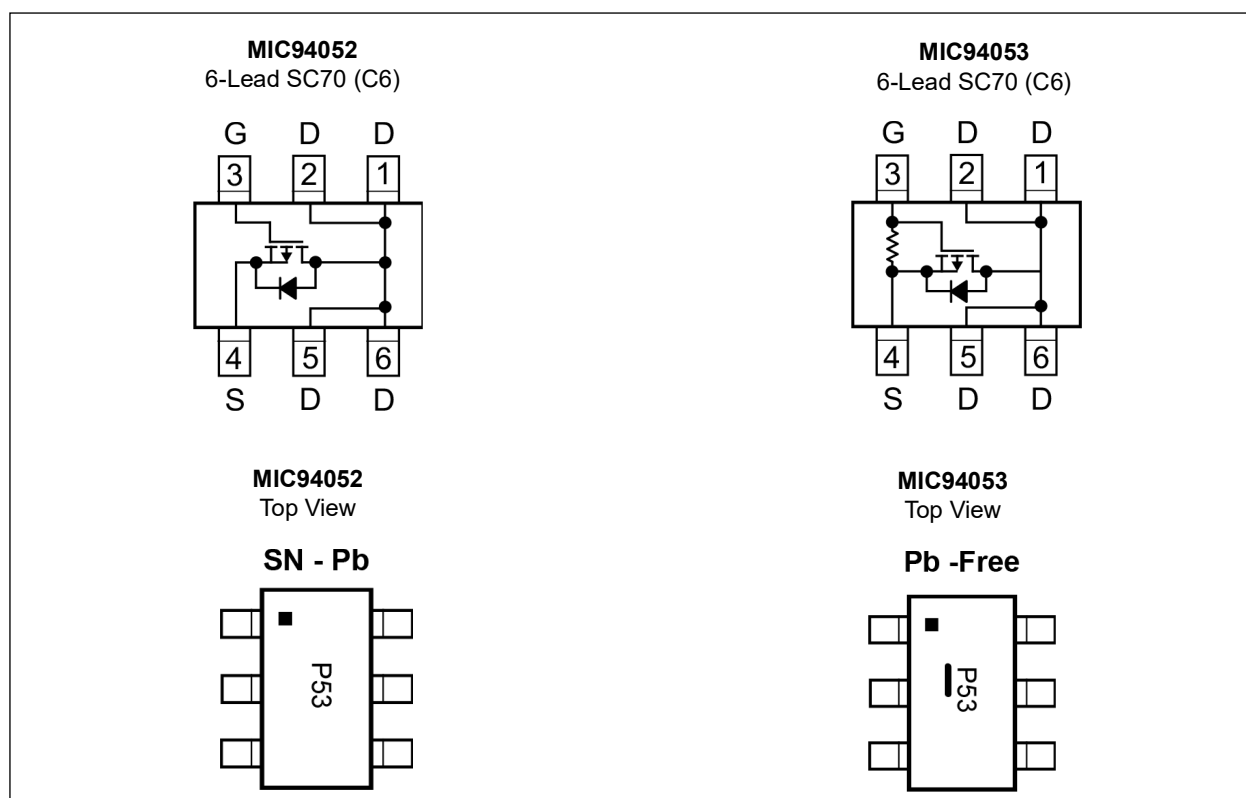 MIC94052
6-Lead SC70 (C6)
G D D
3 2 1
4 5 6
S D D
MIC94053
6-Lead SC70 (C6)
G D D
3 2 1
4 5 6
S D D
MIC94052
Top View
SN - Pb
P53
MIC94053
Top View
Pb -Free
P53